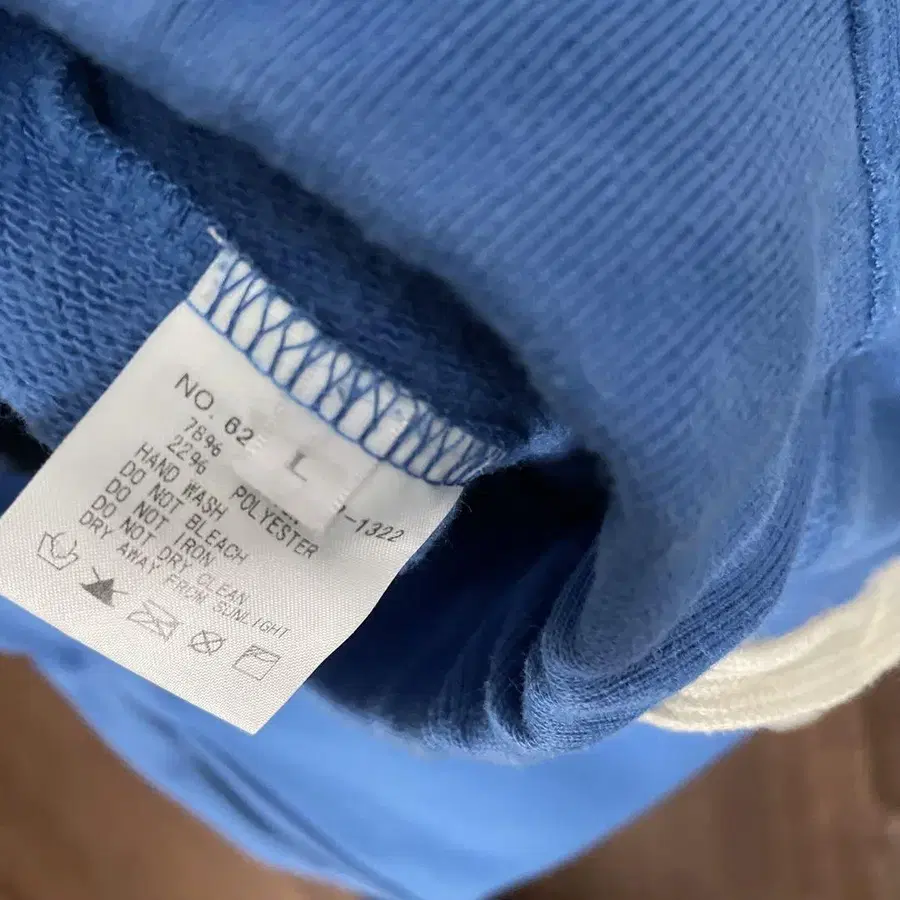 NO. 62
L
P-1322
78%
22% POLYESTER
HAND WASH
DO NOT BLEACH
DO NOT IRON
DO NOT DRY CLEAN
DRY AWAY FROM SUNLIGHT